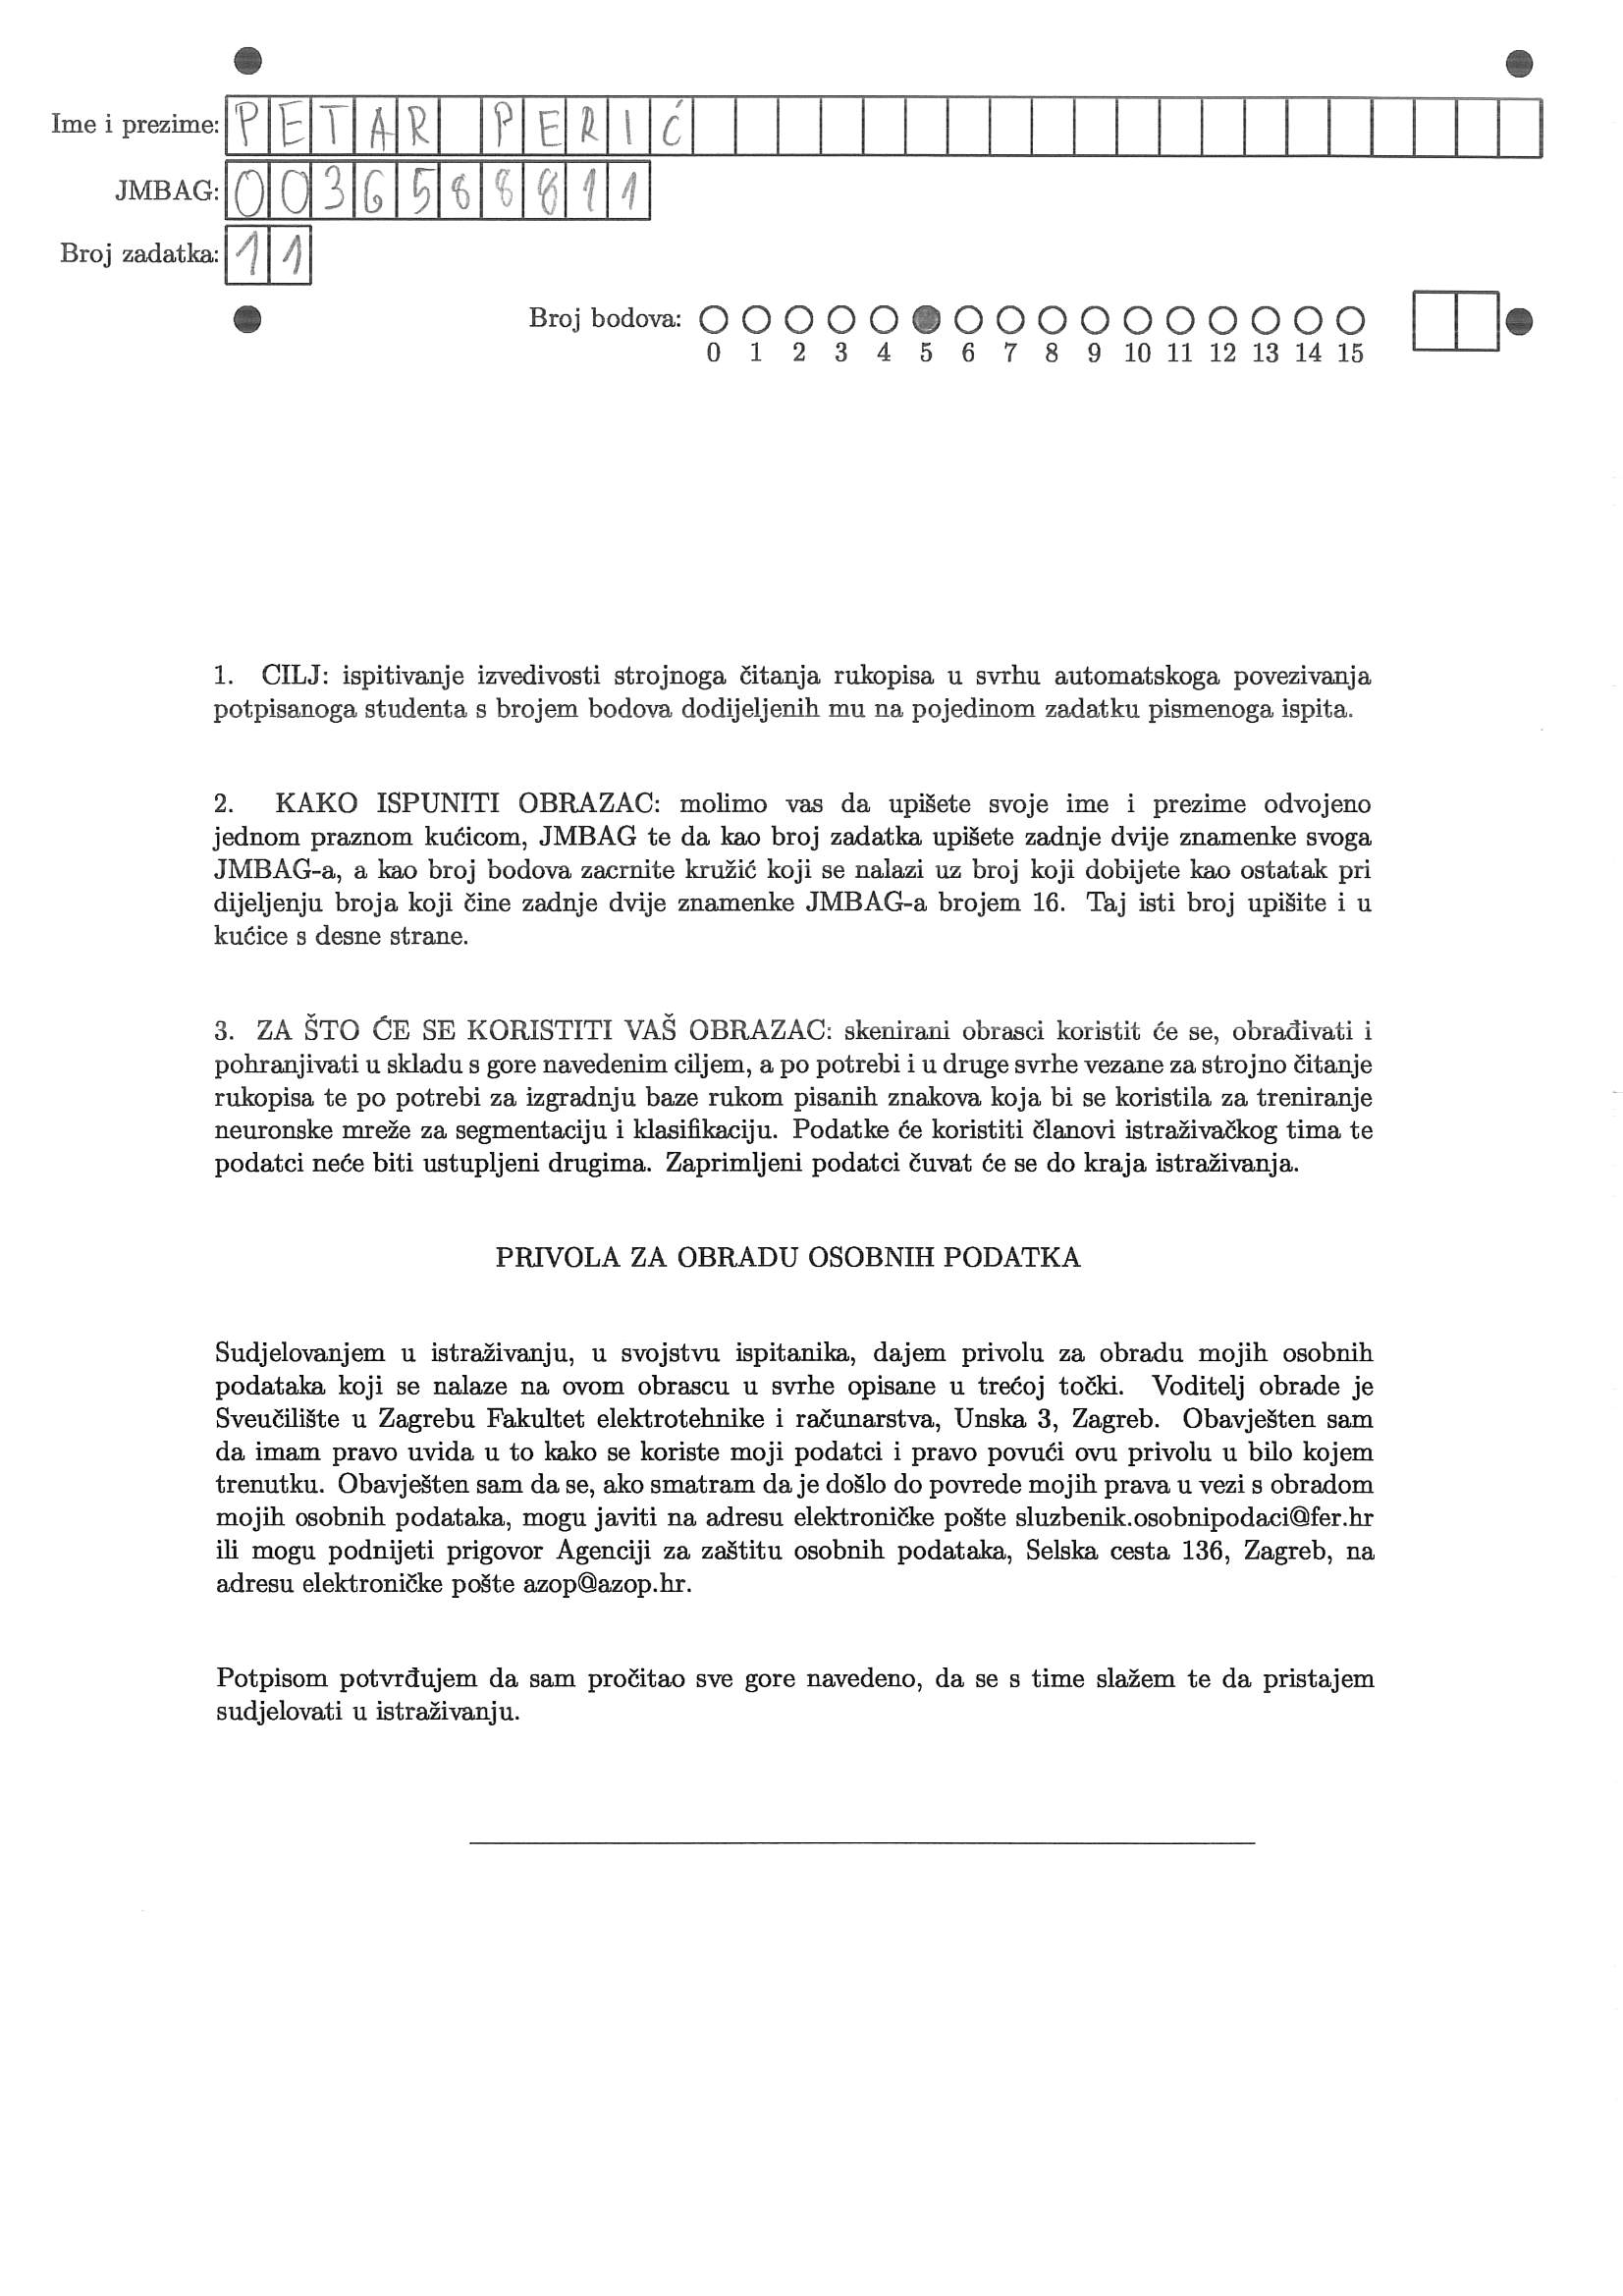 Ime i prezime: PETAR PERIĆ
JMBAG: 0036588811
Broj zadatka: 11
Broj bodova:
0 1 2 3 4 5 6 7 8 9 10 11 12 13 14 15
1. CILJ: ispitivanje izvedivosti strojnoga čitanja rukopisa u svrhu automatskoga povezivanja
potpisanoga studenta s brojem bodova dodijeljenih mu na pojedinom zadatku pismenoga ispita.
2. KAKO ISPUNITI OBRAZAC: molimo vas da upišete svoje ime i prezime odvojeno
jednom praznom kućicom, JMBAG te da kao broj zadatka upišete zadnje dvije znamenke svoga
JMBAG-a, a kao broj bodova zacrnite kružić koji se nalazi uz broj koji dobijete kao ostatak pri
dijeljenju broja koji čine zadnje dvije znamenke JMBAG-a brojem 16. Taj isti broj upišite i u
kućice s desne strane.
3. ZA ŠTO ĆE SE KORISTITI VAŠ OBRAZAC: skenirani obrasci koristit će se, obrađivati i
pohranjivati u skladu s gore navedenim ciljem, a po potrebi i u druge svrhe vezane za strojno čitanje
rukopisa te po potrebi za izgradnju baze rukom pisanih znakova koja bi se koristila za treniranje
neuronske mreže za segmentaciju i klasifikaciju. Podatke će koristiti članovi istraživačkog tima te
podatci neće biti ustupljeni drugima. Zaprimljeni podatci čuvat će se do kraja istraživanja.
PRIVOLA ZA OBRADU OSOBNIH PODATKA
Sudjelovanjem u istraživanju, u svojstvu ispitanika, dajem privolu za obradu mojih osobnih
podataka koji se nalaze na ovom obrascu u svrhe opisane u trećoj točki. Voditelj obrade je
Sveučilište u Zagrebu Fakultet elektrotehnike i računarstva, Unska 3, Zagreb. Obavješten sam
da imam pravo uvida u to kako se koriste moji podatci i pravo povući ovu privolu u bilo kojem
trenutku. Obavješten sam da se, ako smatram da je došlo do povrede mojih prava u vezi s obradom
mojih osobnih podataka, mogu javiti na adresu elektroničke pošte sluzbenik.osobnipodaci@fer.hr
ili mogu podnijeti prigovor Agenciji za zaštitu osobnih podataka, Selska cesta 136, Zagreb, na
adresu elektroničke pošte azop@azop.hr.
Potpisom potvrđujem da sam pročitao sve gore navedeno, da se s time slažem te da pristajem
sudjelovati u istraživanju.